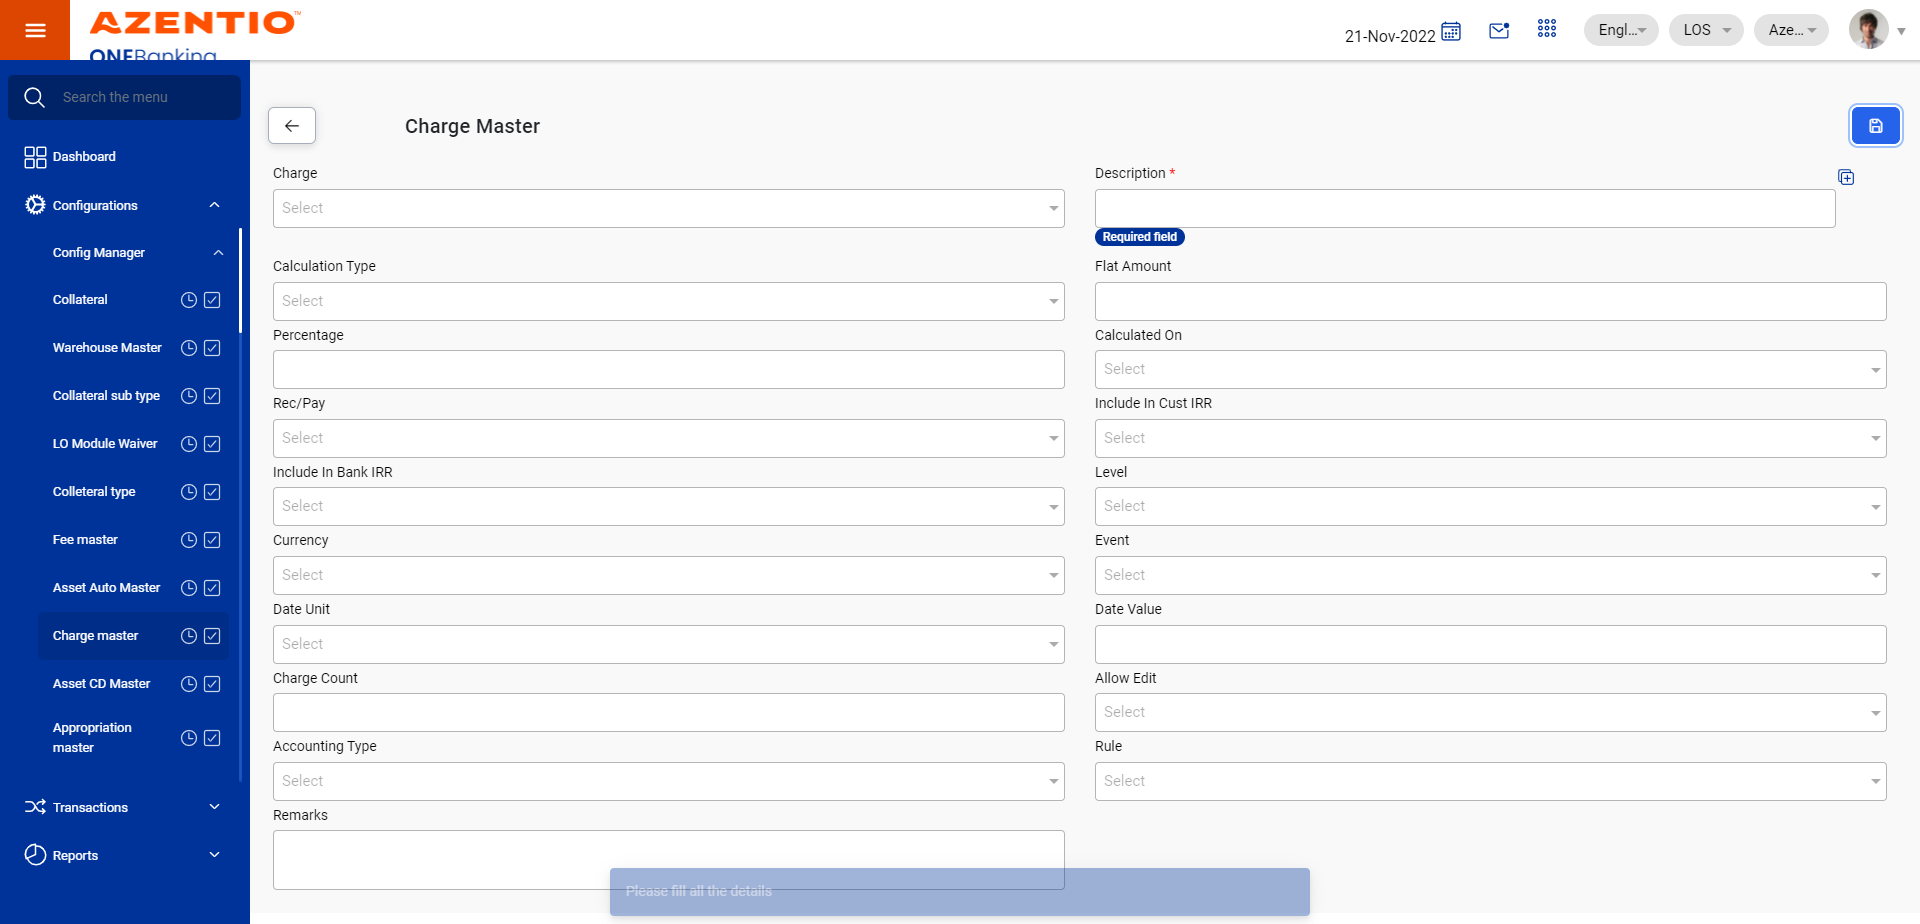 AZENTIO™
ONEBanking
21-Nov-2022
Engl...
LOS
Aze...
Search the menu
Dashboard
Configurations
Config Manager
Collateral
Warehouse Master
Collateral sub type
LO Module Waiver
Colleteral type
Fee master
Asset Auto Master
Charge master
Asset CD Master
Appropriation
master
Transactions
Reports
Charge Master
Charge
Select
Description *
Required field
Calculation Type
Select
Flat Amount
Percentage
Calculated On
Select
Rec/Pay
Select
Include In Cust IRR
Select
Include In Bank IRR
Select
Level
Select
Currency
Select
Event
Select
Date Unit
Select
Date Value
Charge Count
Allow Edit
Select
Accounting Type
Select
Rule
Select
Remarks
Please fill all the details